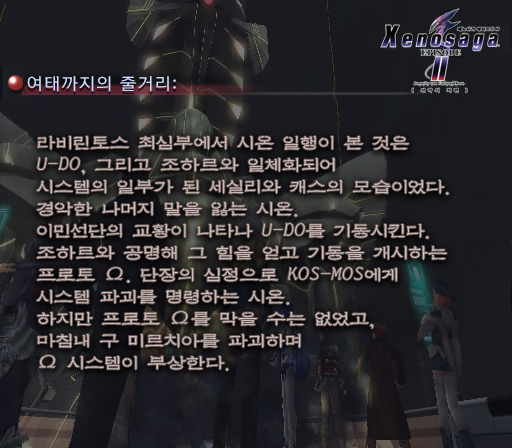 Xenosaga
EPISODE
II
[ 선악의 피안 ]
여태까지의 줄거리:
라비린토스 최심부에서 시온 일행이 본 것은
U-DO, 그리고 조하르와 일체화되어
시스템의 일부가 된 세실리와 캐스의 모습이었다.
경악한 나머지 말을 잃는 시온.
이민선단의 교황이 나타나 U-DO를 기동시킨다.
조하르와 공명해 그 힘을 얻고 기동을 개시하는
프로토 Ω. 단장의 심정으로 KOS-MOS에게
시스템 파괴를 명령하는 시온.
하지만 프로토 Ω를 막을 수는 없었고,
마침내 구 미르치아를 파괴하며
Ω 시스템이 부상한다.